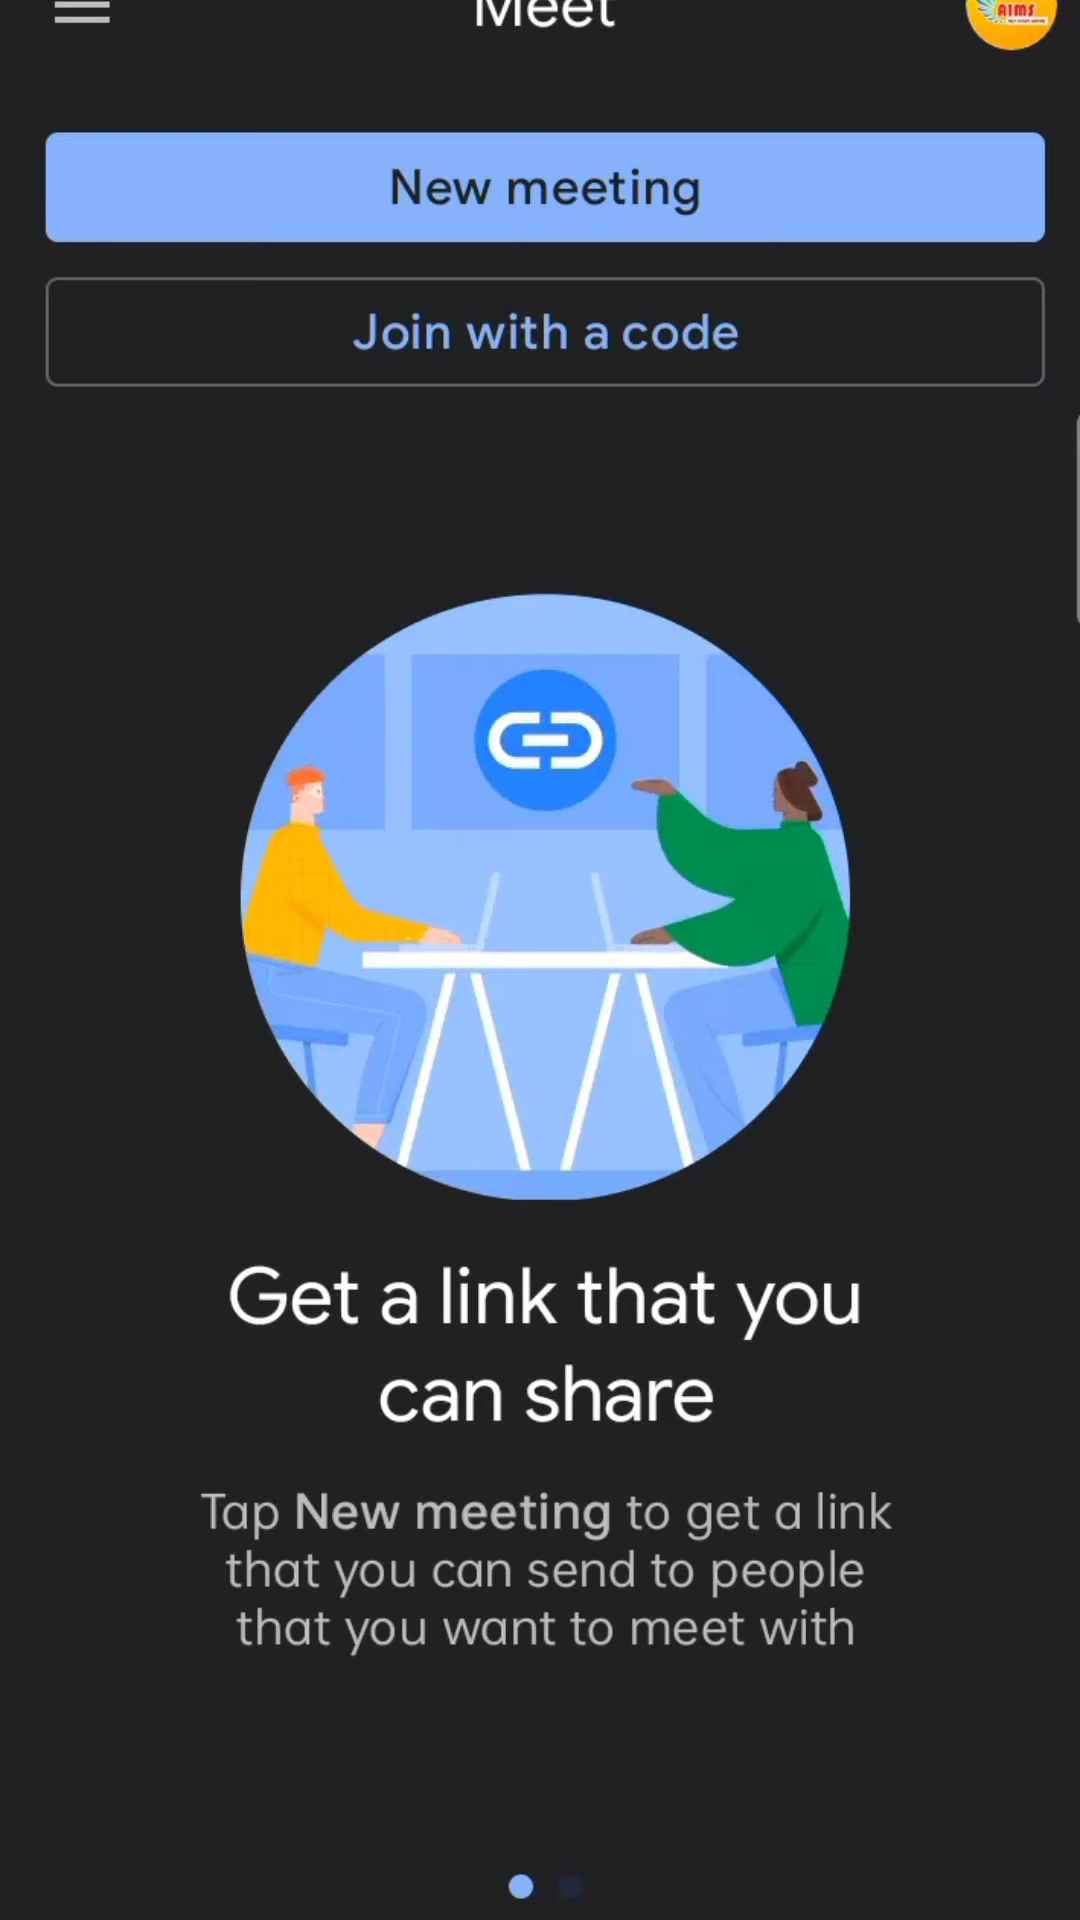 Meet
AIMS
New meeting
Join with a code
Get a link that you
can share
Tap New meeting to get a link
that you can send to people
that you want to meet with